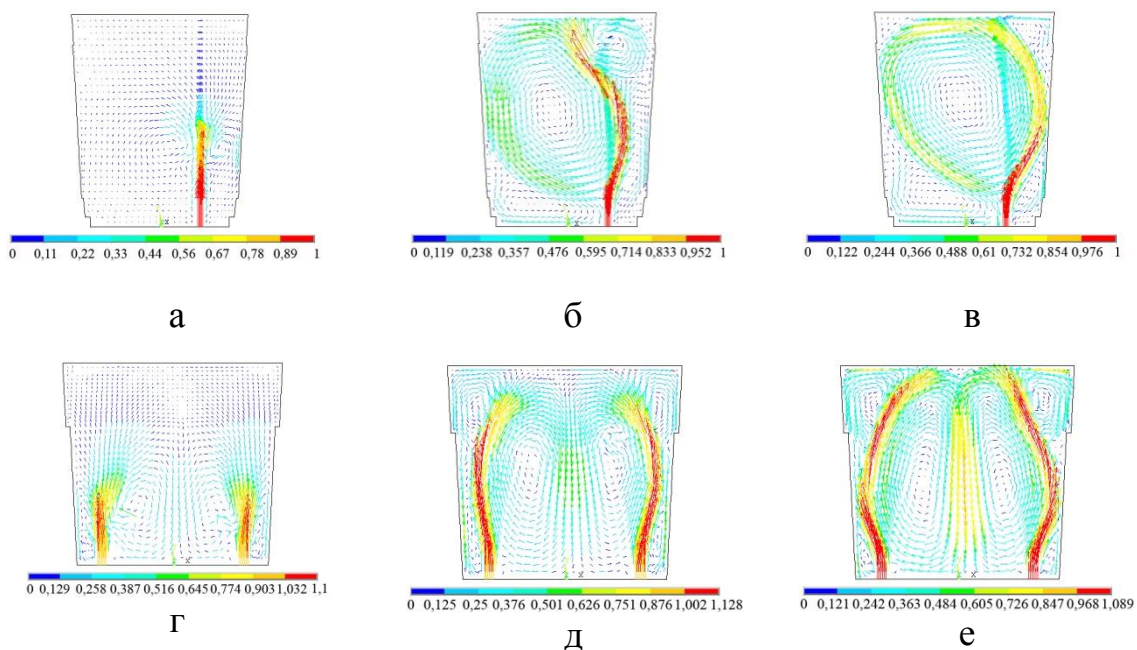 x
x
x
0 0,11 0,22 0,33 0,44 0,56 0,67 0,78 0,89 1
0 0,119 0,238 0,357 0,476 0,595 0,714 0,833 0,952 1
0 0,122 0,244 0,366 0,488 0,61 0,732 0,854 0,976 1
а б в
x
x
x
0 0,129 0,258 0,387 0,516 0,645 0,774 0,903 1,032 1,1
0 0,125 0,25 0,376 0,501 0,626 0,751 0,876 1,002 1,128
0 0,121 0,242 0,363 0,484 0,605 0,726 0,847 0,968 1,089
г д е